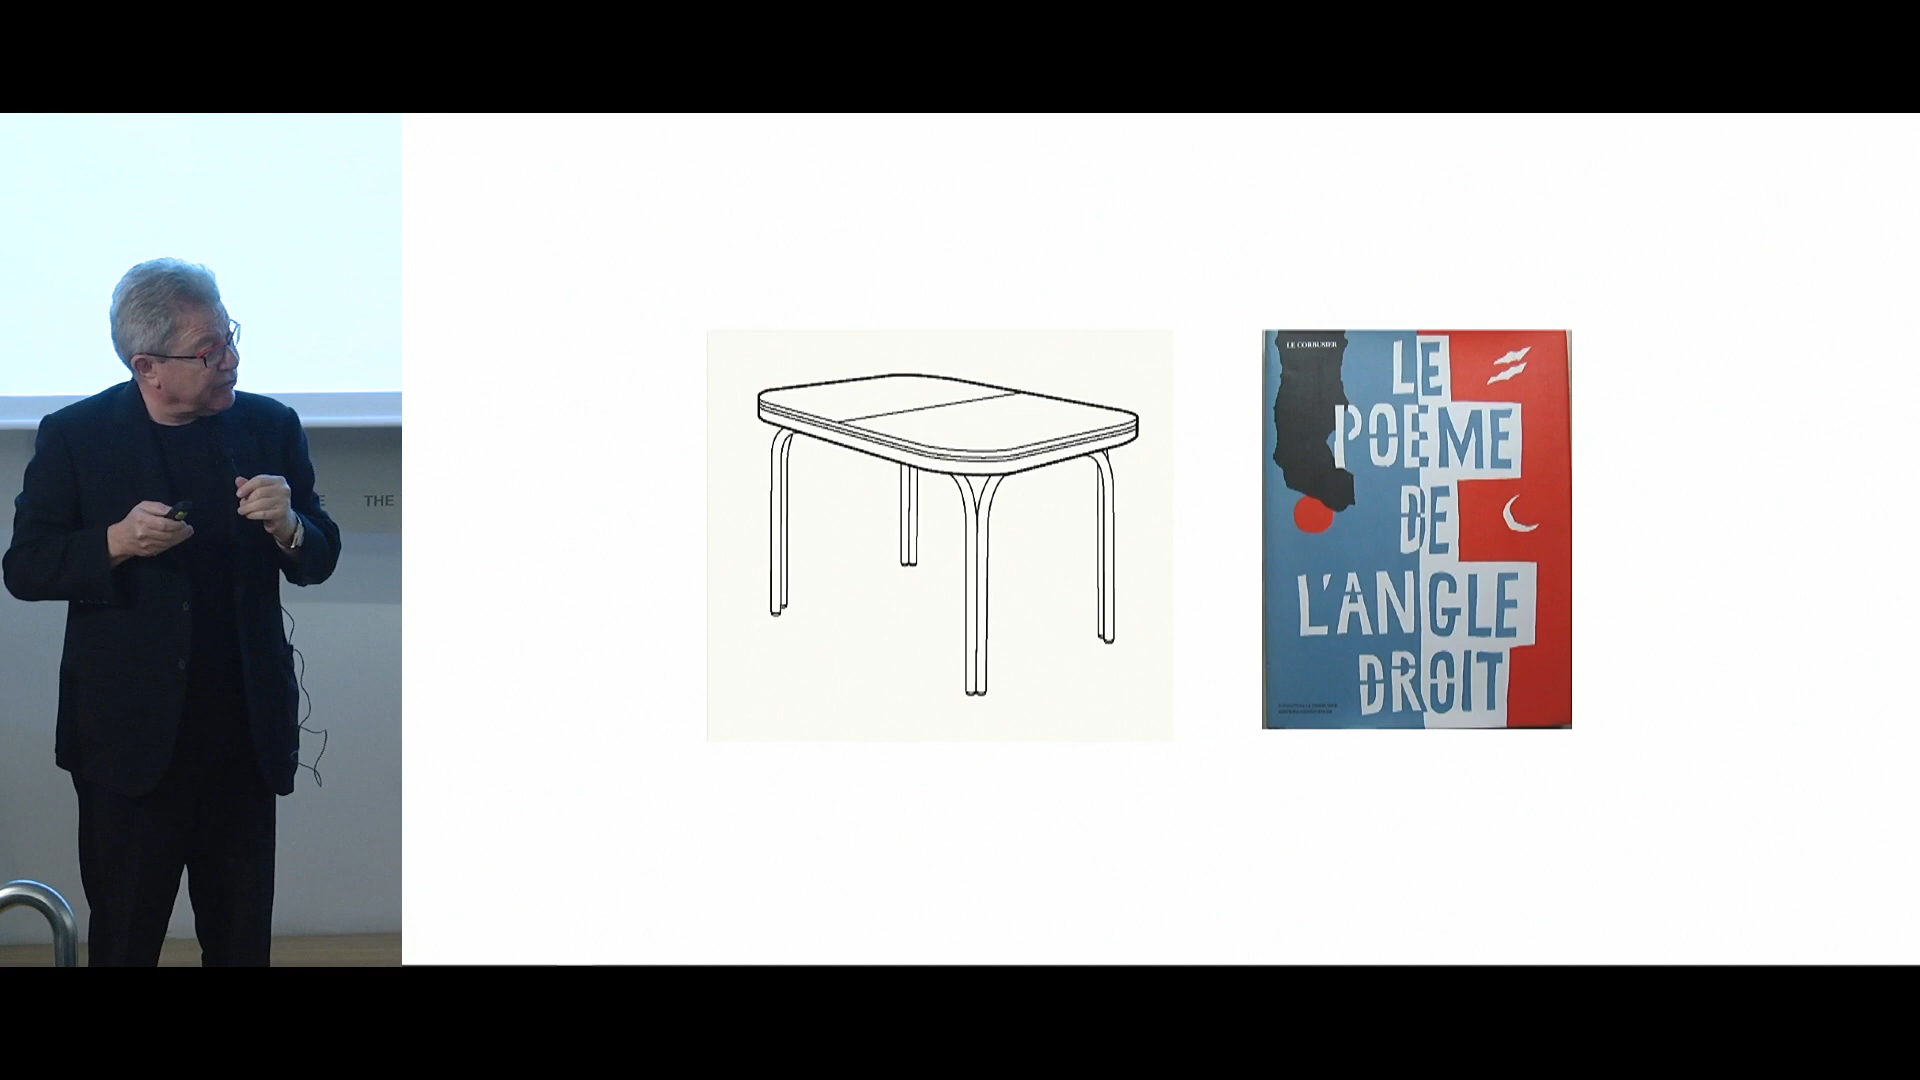 E THE
LE CORBUSIER
LE
POEME
DE
L'ANGLE
DROIT